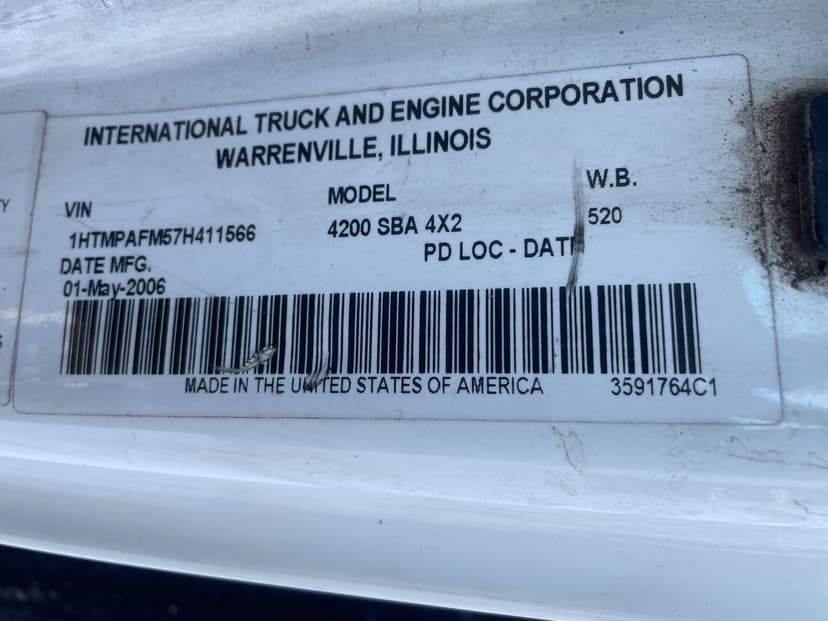 INTERNATIONAL TRUCK AND ENGINE CORPORATION
WARRENVILLE, ILLINOIS
VIN MODEL W.B.
1HTMPAFM57H411566 4200 SBA 4X2 520
DATE MFG. PD LOC - DATE
01-May-2006
MADE IN THE UNITED STATES OF AMERICA 3591764C1